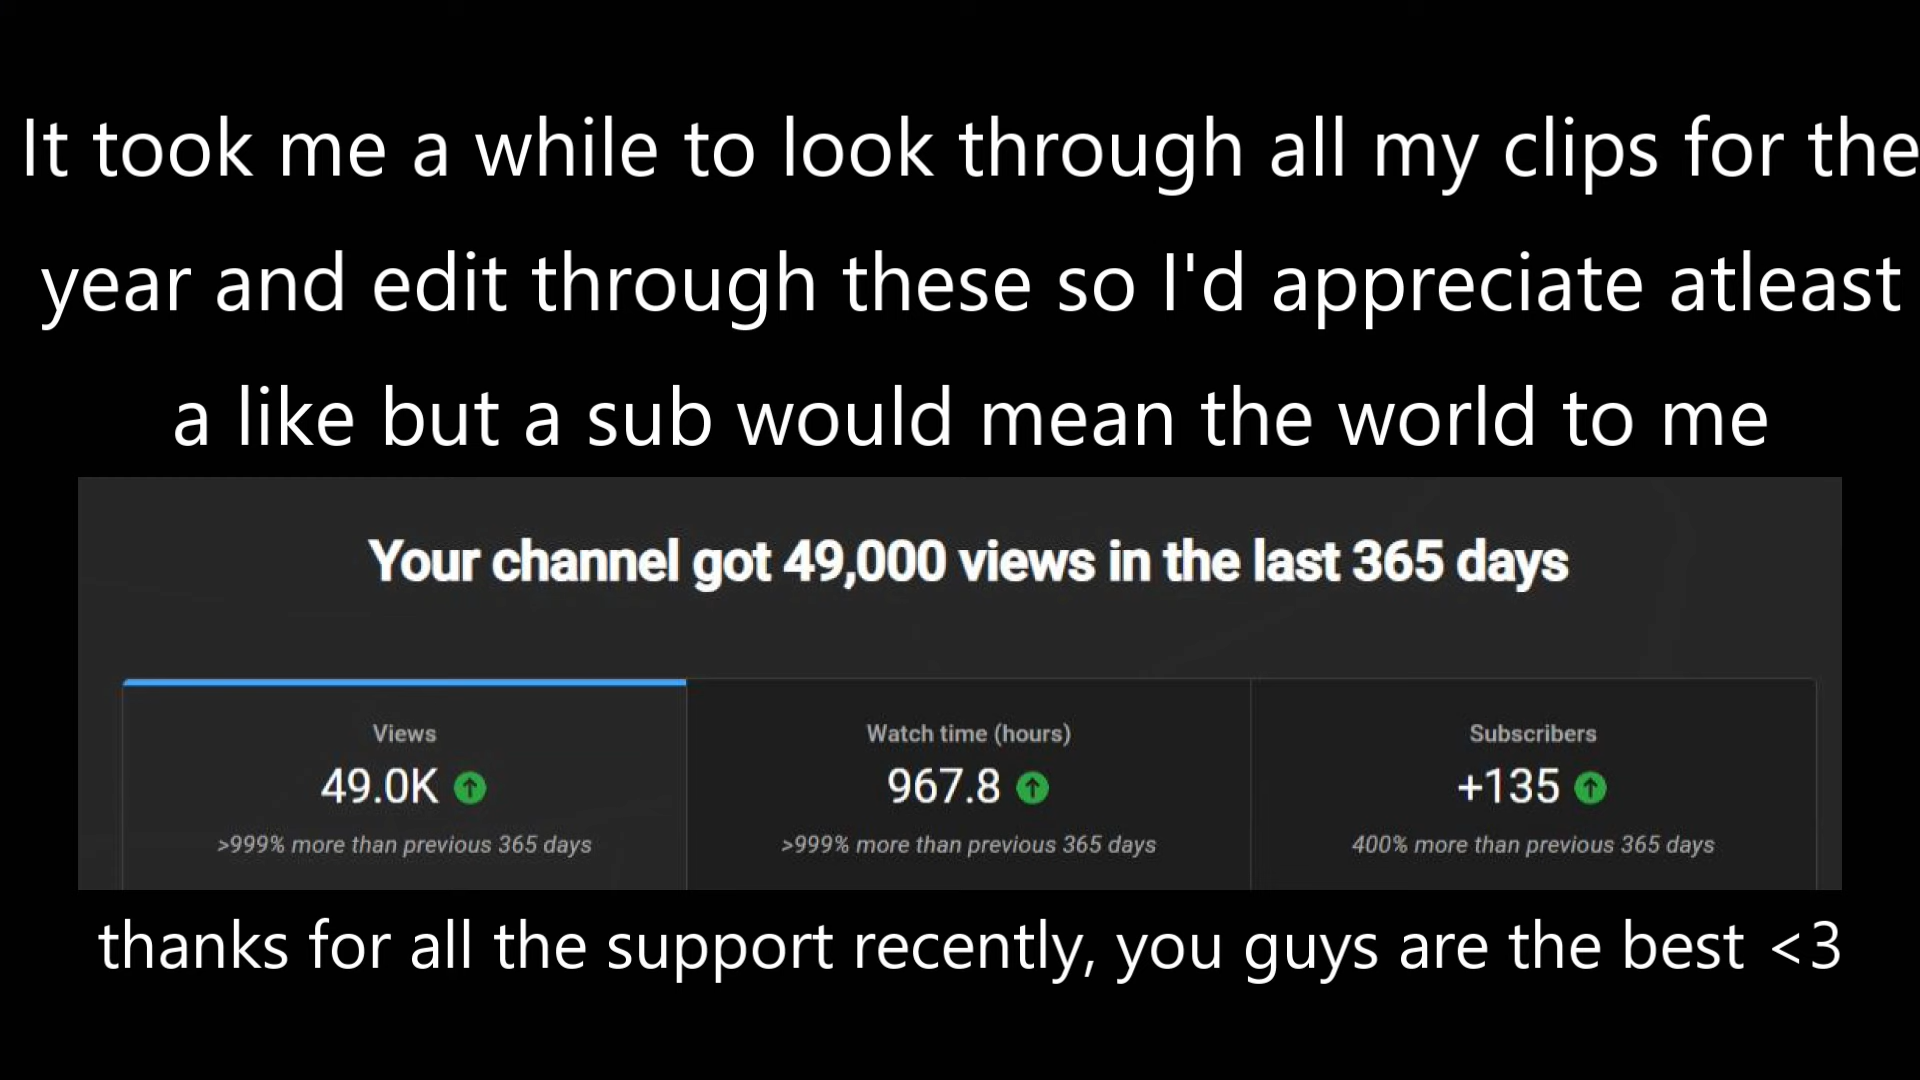 It took me a while to look through all my clips for the
year and edit through these so I'd appreciate atleast
a like but a sub would mean the world to me
Your channel got 49,000 views in the last 365 days
Views
49.0K
>999% more than previous 365 days
Watch time (hours)
967.8
>999% more than previous 365 days
Subscribers
+135
400% more than previous 365 days
thanks for all the support recently, you guys are the best <3